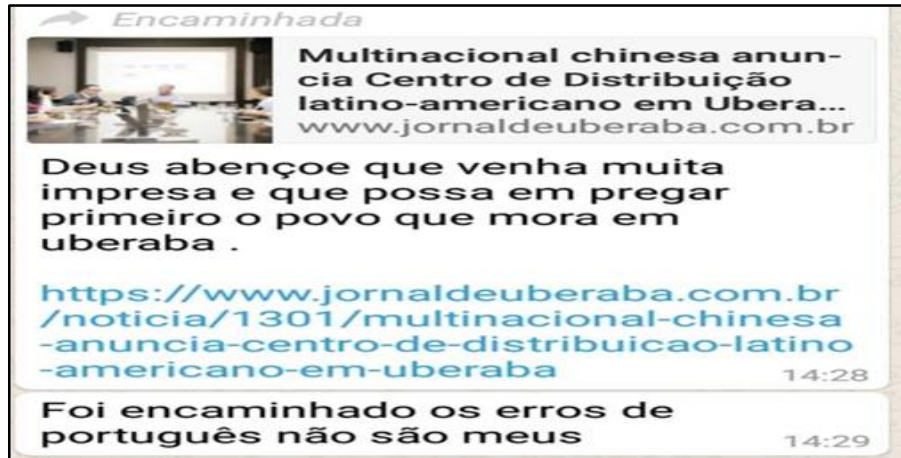 Encaminhada
Multinacional chinesa anun-
cia Centro de Distribuição
latino-americano em Ubera...
www.jornaldeuberaba.com.br
Deus abençoe que venha muita
impresa e que possa em pregar
primeiro o povo que mora em
uberaba .
https://www.jornaldeuberaba.com.br
/noticia/1301/multinacional-chinesa
-anuncia-centro-de-distribuicao-latino
-americano-em-uberaba
14:28
Foi encaminhado os erros de
português não são meus
14:29